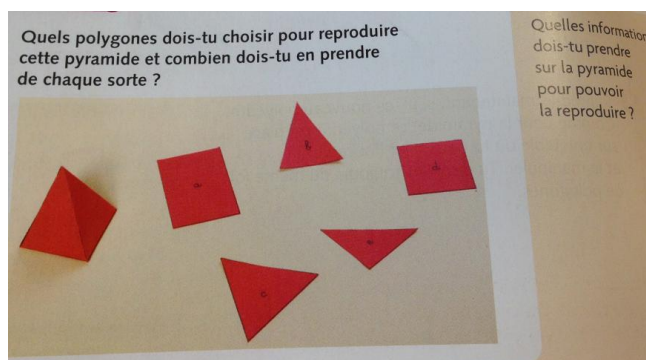 Quels polygones dois-tu choisir pour reproduire
cette pyramide et combien dois-tu en prendre
de chaque sorte ?
Quelles information
dois-tu prendre
sur la pyramide
pour pouvoir
la reproduire ?